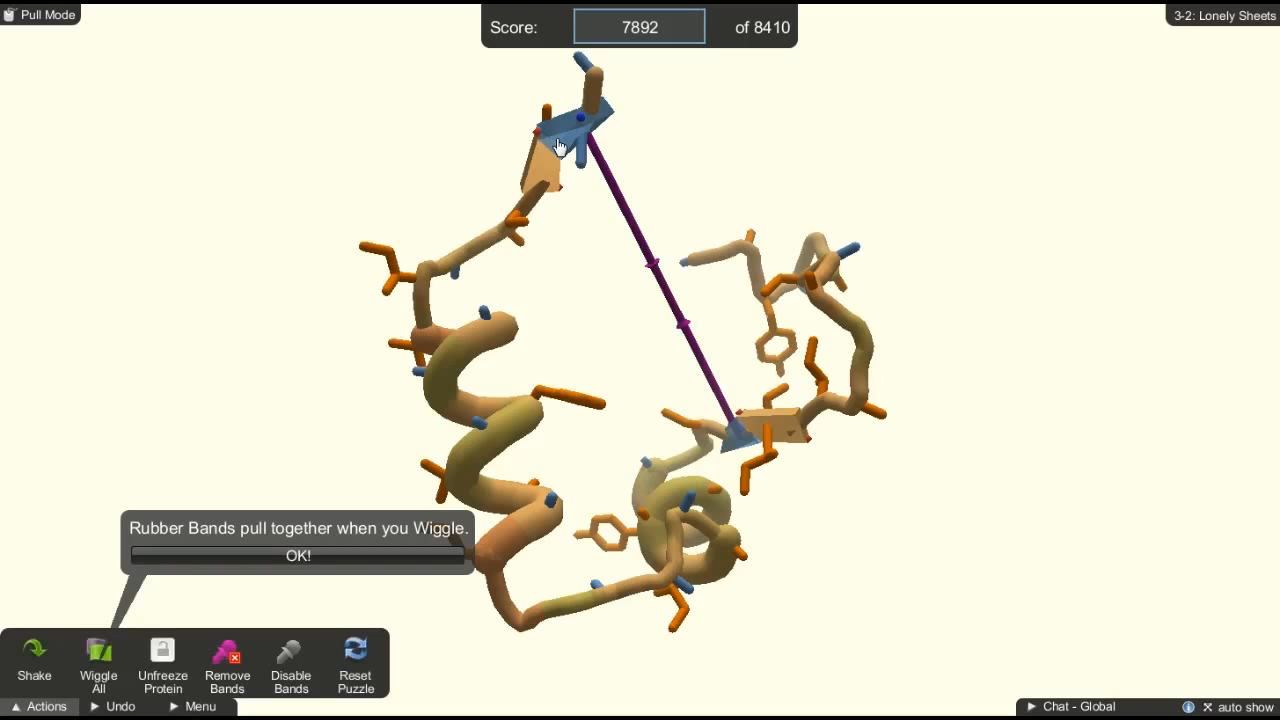 Pull Mode
Score: 7892 of 8410
3-2: Lonely Sheets
Rubber Bands pull together when you Wiggle.
OK!
Shake
Wiggle All
Unfreeze Protein
Remove Bands
Disable Bands
Reset Puzzle
Actions
Undo
Menu
Chat - Global
auto show